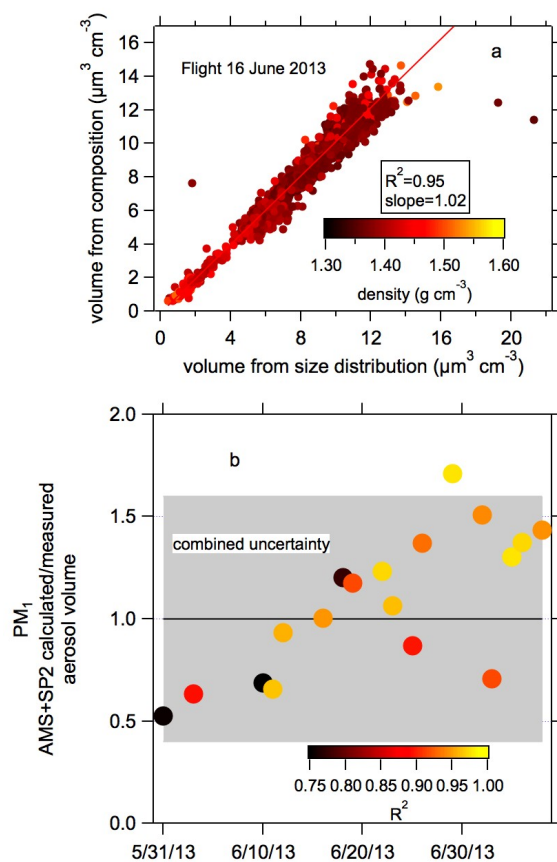 16
14
12
10
8
6
4
2
0
volume from composition (µm³ cm⁻³)
Flight 16 June 2013
a
R²=0.95
slope=1.02
1.30 1.40 1.50 1.60
density (g cm⁻³)
0 4 8 12 16 20
volume from size distribution (µm³ cm⁻³)
2.0
1.5
1.0
0.5
0.0
PM₁
AMS+SP2 calculated/measured
aerosol volume
b
combined uncertainty
0.75 0.80 0.85 0.90 0.95 1.00
R²
5/31/13 6/10/13 6/20/13 6/30/13